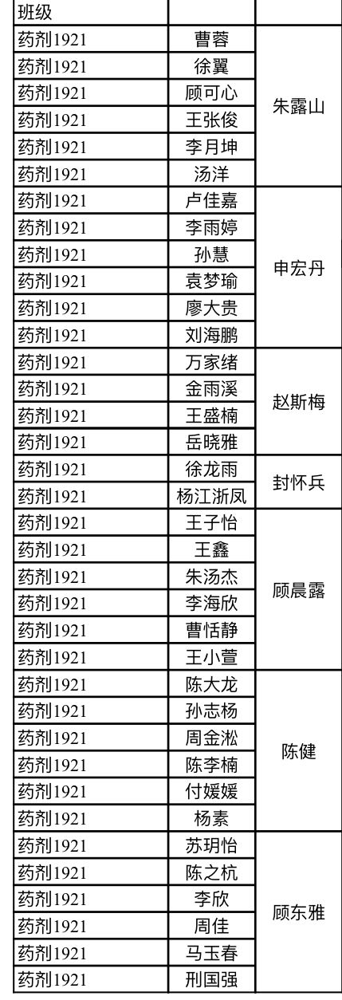 班级
药剂1921 曹蓉 朱露山
药剂1921 徐翼
药剂1921 顾可心
药剂1921 王张俊
药剂1921 李月坤
药剂1921 汤洋
药剂1921 卢佳嘉 申宏丹
药剂1921 李雨婷
药剂1921 孙慧
药剂1921 袁梦瑜
药剂1921 廖大贵
药剂1921 刘海鹏
药剂1921 万家绪 赵斯梅
药剂1921 金雨溪
药剂1921 王盛楠
药剂1921 岳晓雅
药剂1921 徐龙雨 封怀兵
药剂1921 杨江浙凤
药剂1921 王子怡 顾晨露
药剂1921 王鑫
药剂1921 朱汤杰
药剂1921 李海欣
药剂1921 曹恬静
药剂1921 王小萱
药剂1921 陈大龙 陈健
药剂1921 孙志杨
药剂1921 周金淞
药剂1921 陈李楠
药剂1921 付媛媛
药剂1921 杨素
药剂1921 苏玥怡 顾东雅
药剂1921 陈之杭
药剂1921 李欣
药剂1921 周佳
药剂1921 马玉春
药剂1921 刑国强